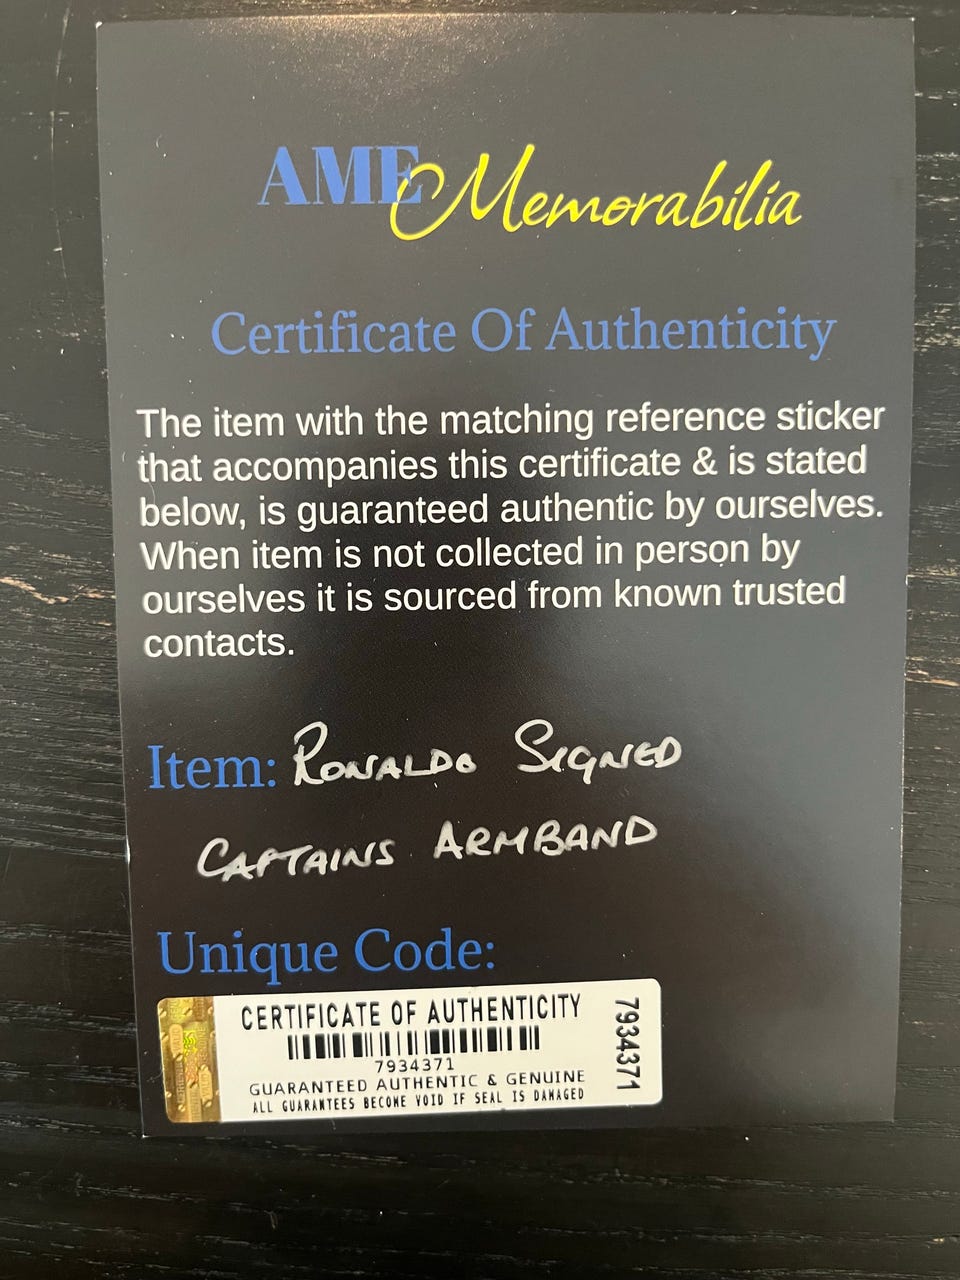 AME Memorabilia
Certificate Of Authenticity
The item with the matching reference sticker
that accompanies this certificate & is stated
below, is guaranteed authentic by ourselves.
When item is not collected in person by
ourselves it is sourced from known trusted
contacts.
Item: RONALDO SIGNED
CAPTAINS ARMBAND
Unique Code:
CERTIFICATE OF AUTHENTICITY
7934371
GUARANTEED AUTHENTIC & GENUINE
ALL GUARANTEES BECOME VOID IF SEAL IS DAMAGED
7934371